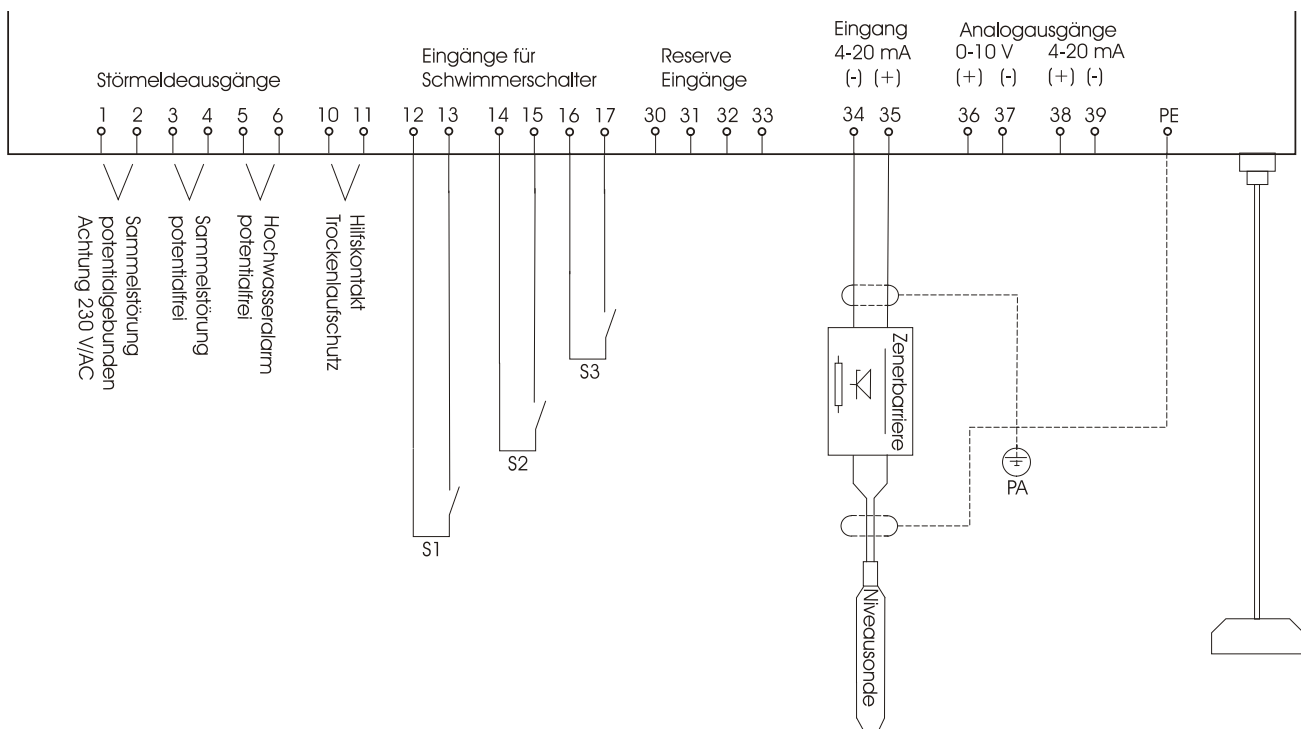 Störmeldeausgänge
Eingänge für
Schwimmerschalter
Reserve
Eingänge
Eingang
4-20 mA
(-) (+)
Analogausgänge
0-10 V 4-20 mA
(+) (-) (+) (-)
1 2 3 4 5 6 10 11 12 13 14 15 16 17 30 31 32 33 34 35 36 37 38 39 PE
Sammelstörung
potentialgebunden
Achtung 230 V/AC
Sammelstörung
potentialfrei
Hochwasseralarm
potentialfrei
Hilfskontakt
Trockenlaufschutz
S1
S2
S3
Zenerbarriere
PA
Niveausonde